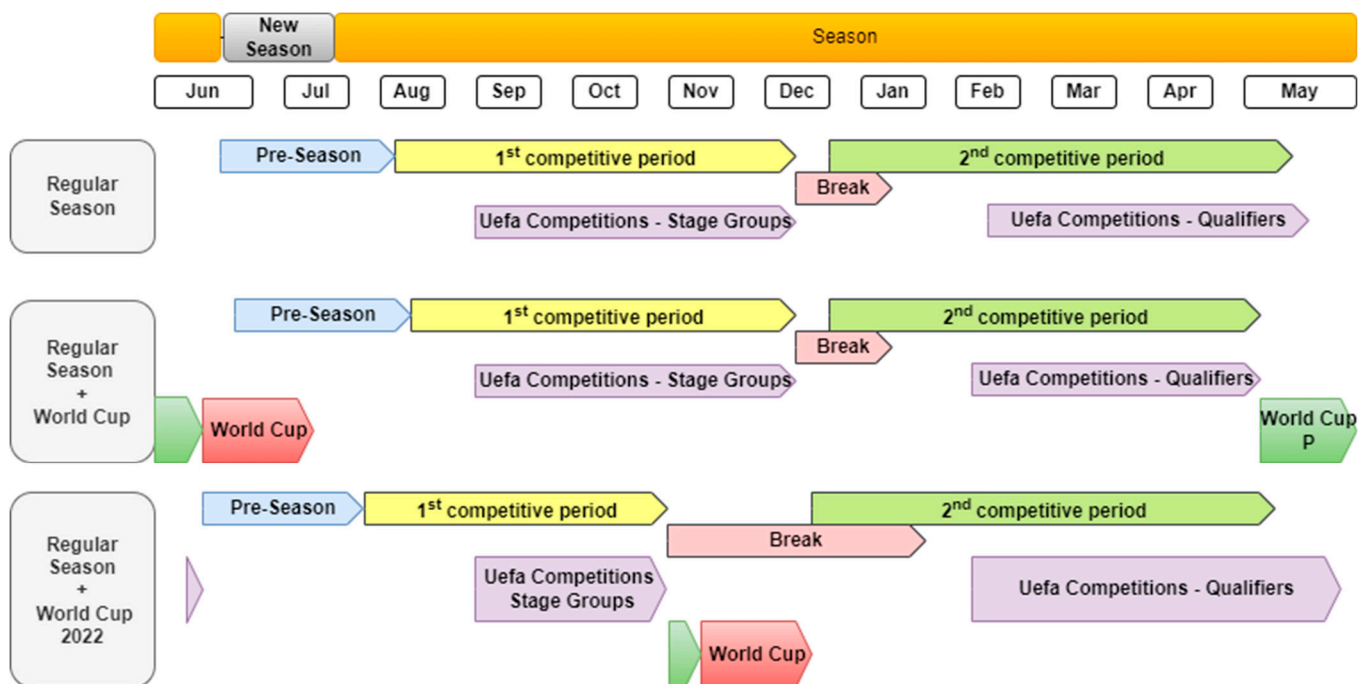 New
Season
Season
Jun Jul Aug Sep Oct Nov Dec Jan Feb Mar Apr May
Regular
Season
Pre-Season
1st competitive period
2nd competitive period
Break
Uefa Competitions - Stage Groups
Uefa Competitions - Qualifiers
Regular
Season
+
World Cup
Pre-Season
1st competitive period
2nd competitive period
Break
Uefa Competitions - Stage Groups
Uefa Competitions - Qualifiers
World Cup
World Cup
P
Regular
Season
+
World Cup
2022
Pre-Season
1st competitive period
2nd competitive period
Break
Uefa Competitions
Stage Groups
Uefa Competitions - Qualifiers
World Cup